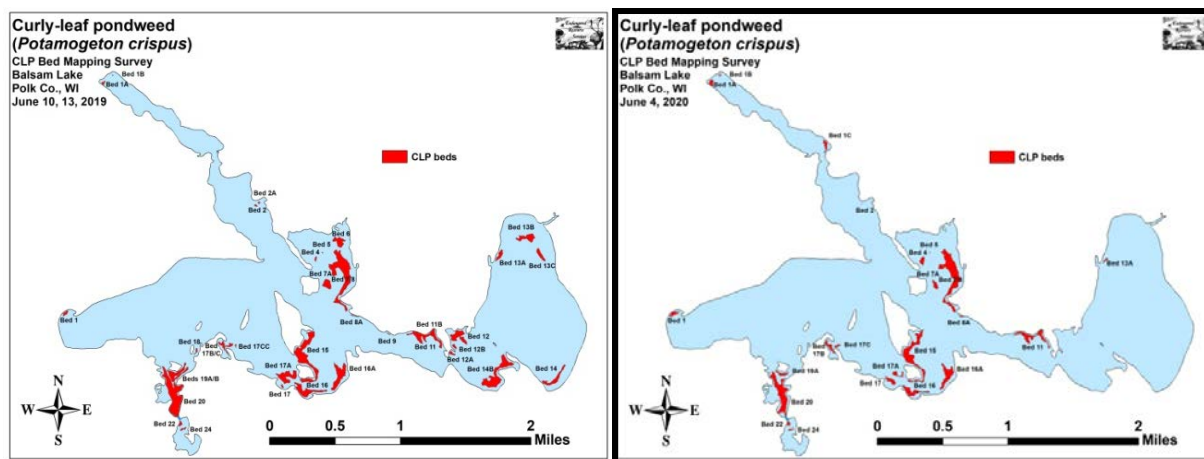 Curly-leaf pondweed
(Potamogeton crispus)
CLP Bed Mapping Survey
Balsam Lake
Polk Co., WI
June 10, 13, 2019
Bed 1B
Bed 1A
CLP beds
Bed 2A
Bed 2
Bed 6
Bed 5
Bed 4
Bed 7A
Bed 13B
Bed 13A
Bed 13C
Bed 1
Bed 8A
Bed 9
Bed 11B
Bed 11
Bed 12
Bed 12B
Bed 12A
Bed 18
Bed
17B/C
Bed 17CC
Bed 15
Bed 17A
Bed 16
Bed 17
Bed 16A
Bed 14B
Bed 14
Beds 19A/B
Bed 20
Bed 22
Bed 24
N
W
E
S
0
1
2
Miles
Curly-leaf pondweed
(Potamogeton crispus)
CLP Bed Mapping Survey
Balsam Lake
Polk Co., WI
June 4, 2020
Bed 1B
Bed 1A
Bed 1C
CLP beds
Bed 2
Bed 4
Bed 7A
Bed 13A
Bed 1
Bed 11
Bed
17B
Bed 17C
Bed 15
Bed 17A
Bed 16
Bed 17
Bed 16A
Bed 19A
Bed 20
Bed 22
Bed 24
N
W
E
S
0
1
2
Miles